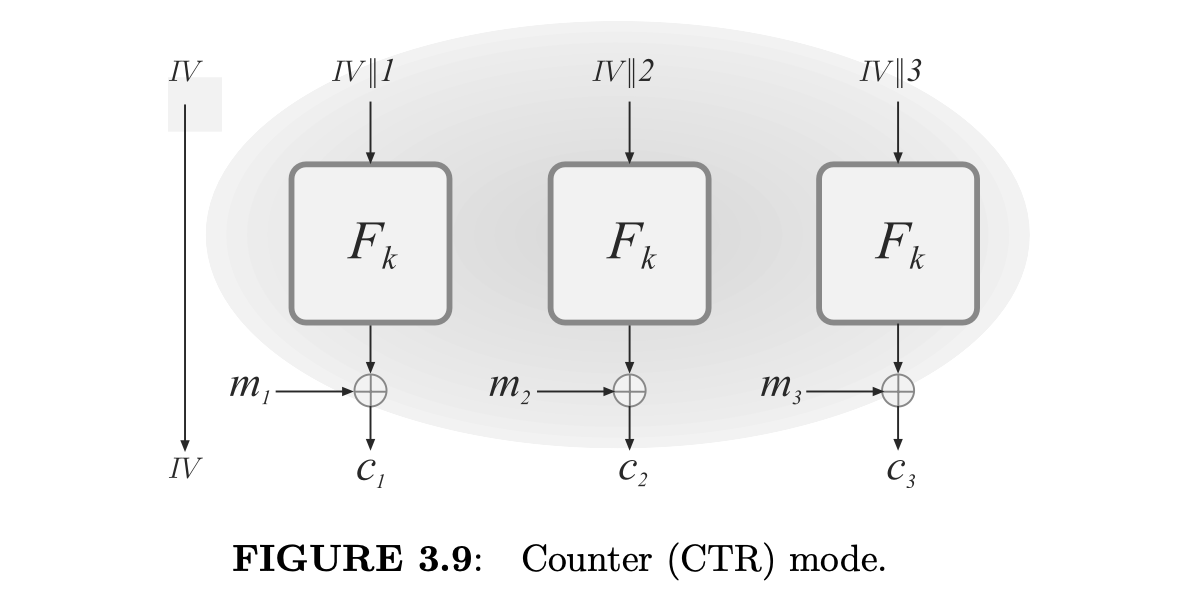 IV IV∥1 IV∥2 IV∥3
F_k F_k F_k
m_1 m_2 m_3
IV c_1 c_2 c_3
FIGURE 3.9: Counter (CTR) mode.